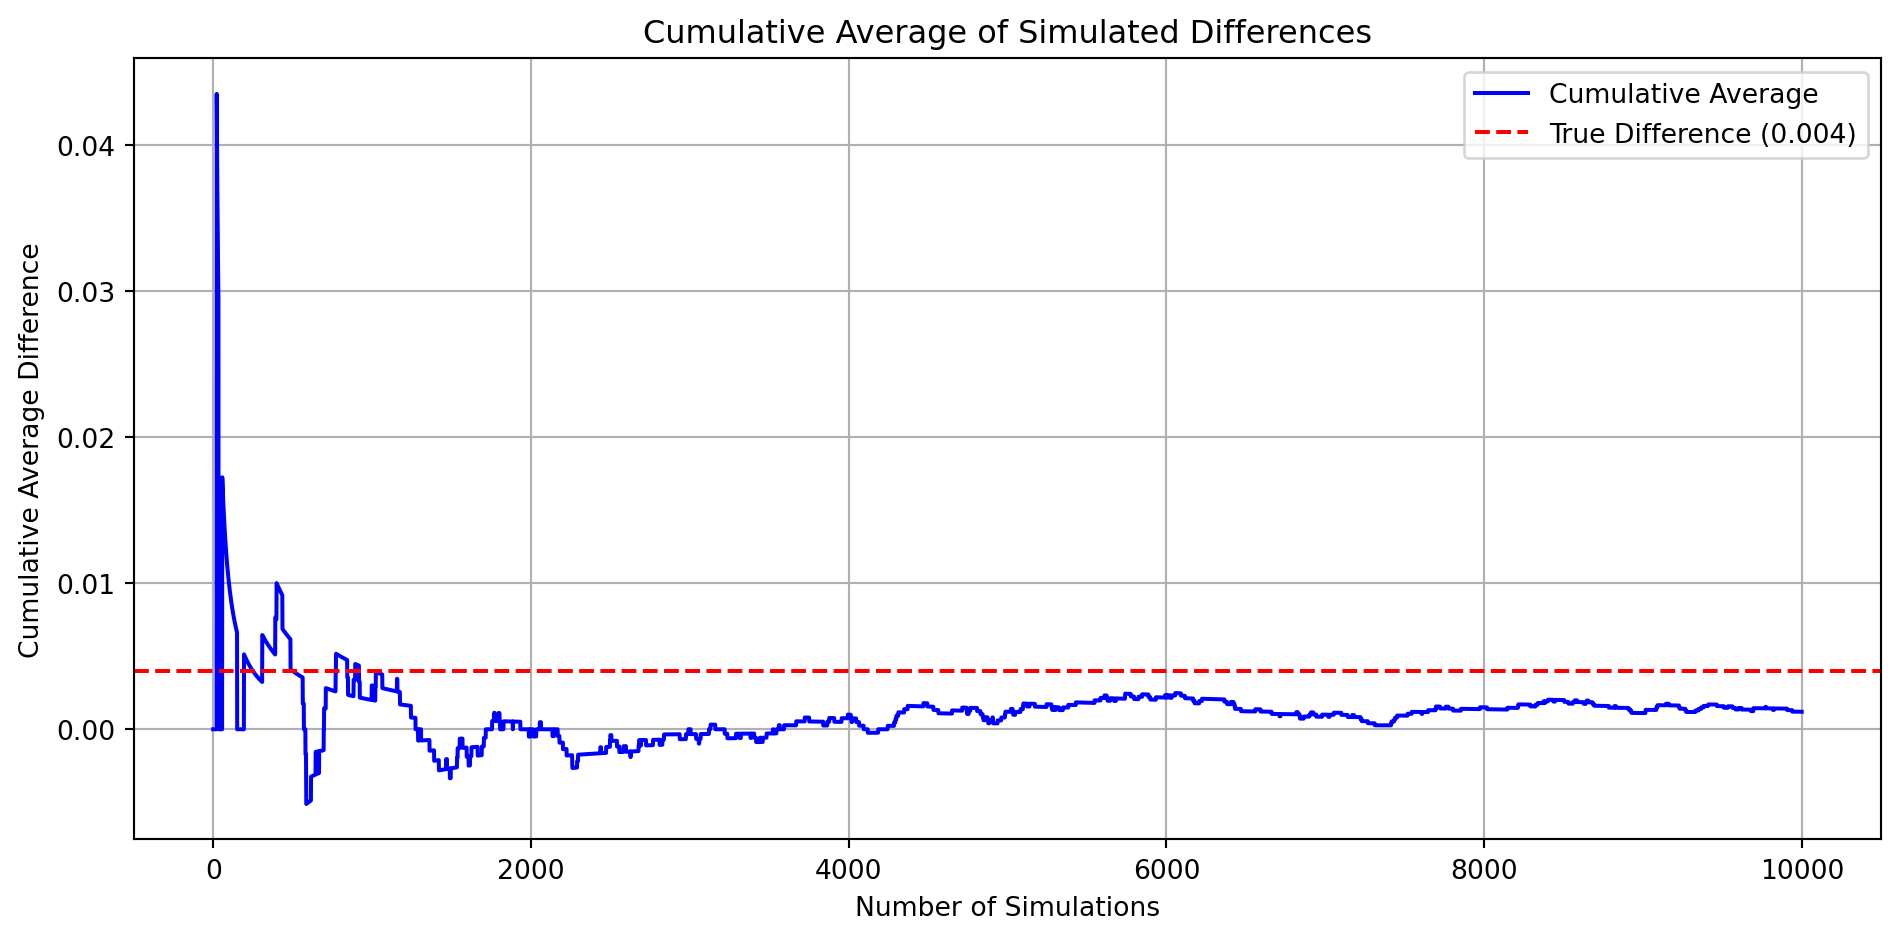 Cumulative Average of Simulated Differences
Cumulative Average
True Difference (0.004)
Cumulative Average Difference
0.04
0.03
0.02
0.01
0.00
0
2000
4000
6000
8000
10000
Number of Simulations